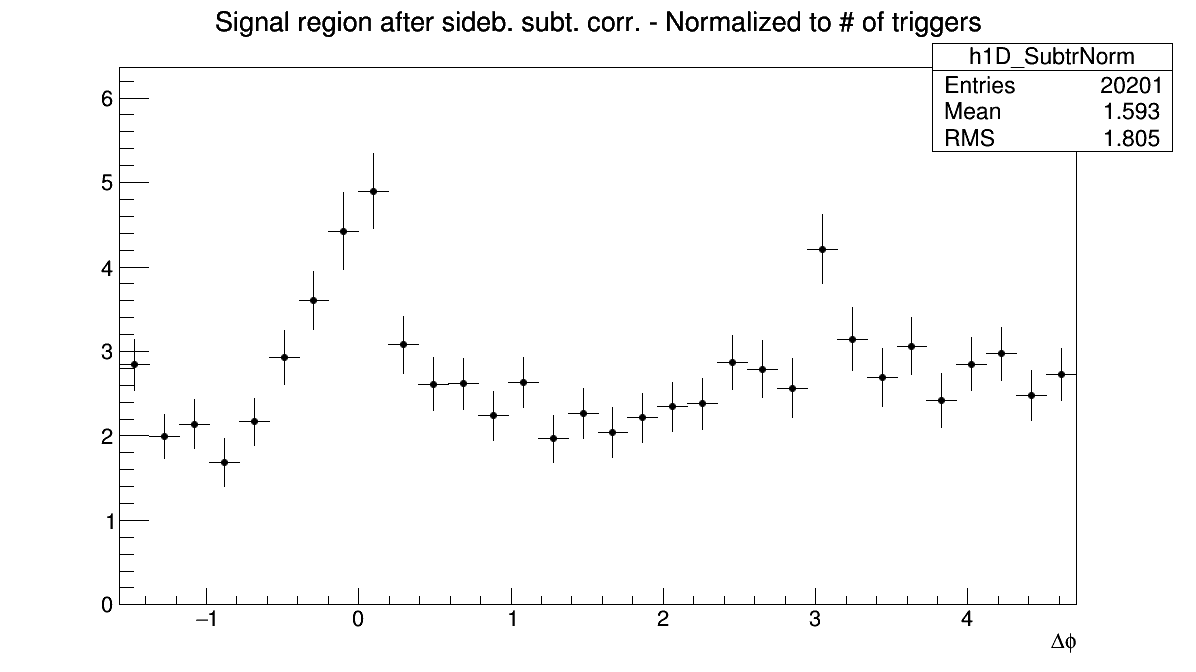 Signal region after sideb. subt. corr. - Normalized to # of triggers
h1D_SubtrNorm
Entries 20201
Mean 1.593
RMS 1.805
6
5
4
3
2
1
0
−1 0 1 2 3 4
Δϕ